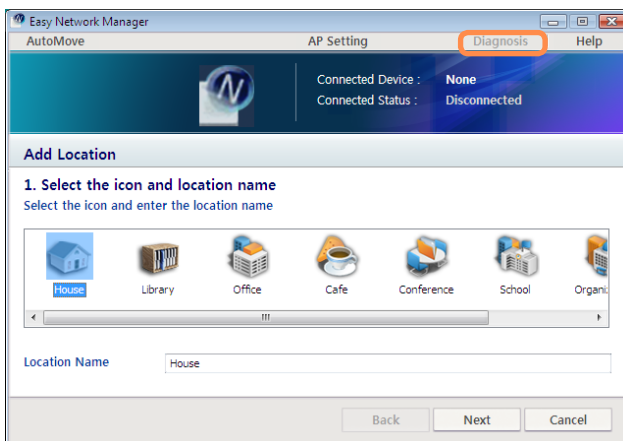 Easy Network Manager
AutoMove AP Setting Diagnosis Help
Connected Device : None
Connected Status : Disconnected
Add Location
1. Select the icon and location name
Select the icon and enter the location name
House Library Office Cafe Conference School Organiz
Location Name House
Back Next Cancel